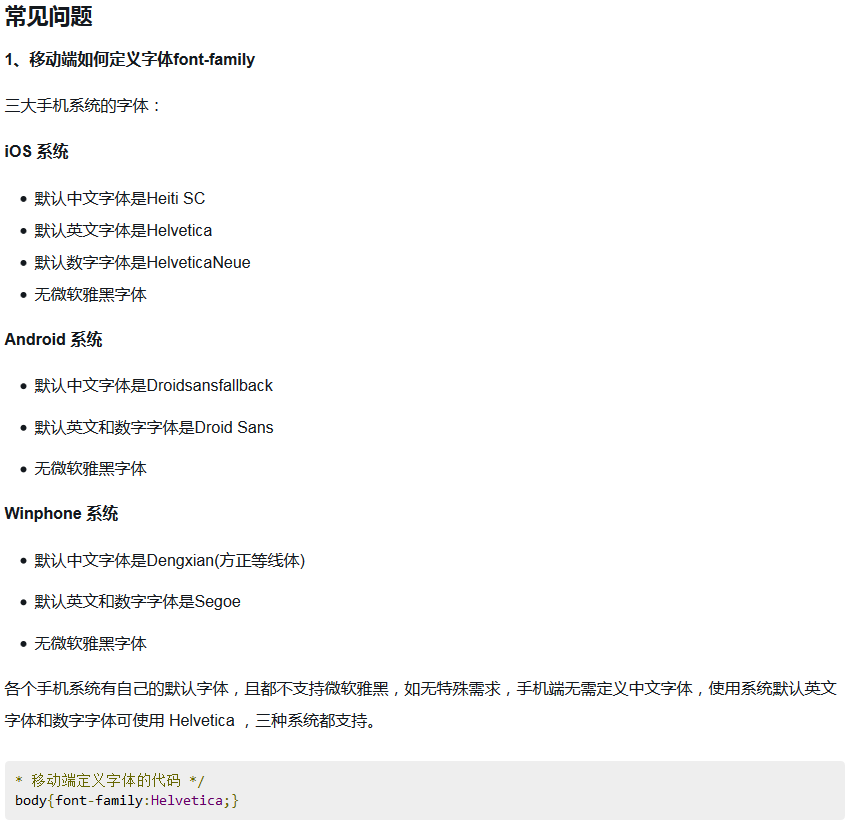 常见问题
1、移动端如何定义字体font-family
三大手机系统的字体：
iOS 系统
• 默认中文字体是Heiti SC
• 默认英文字体是Helvetica
• 默认数字字体是HelveticaNeue
• 无微软雅黑字体
Android 系统
• 默认中文字体是Droidsansfallback
• 默认英文和数字字体是Droid Sans
• 无微软雅黑字体
Winphone 系统
• 默认中文字体是Dengxian(方正等线体)
• 默认英文和数字字体是Segoe
• 无微软雅黑字体
各个手机系统有自己的默认字体，且都不支持微软雅黑，如无特殊需求，手机端无需定义中文字体，使用系统默认英文
字体和数字字体可使用 Helvetica ，三种系统都支持。
* 移动端定义字体的代码 */
body{font-family:Helvetica;}